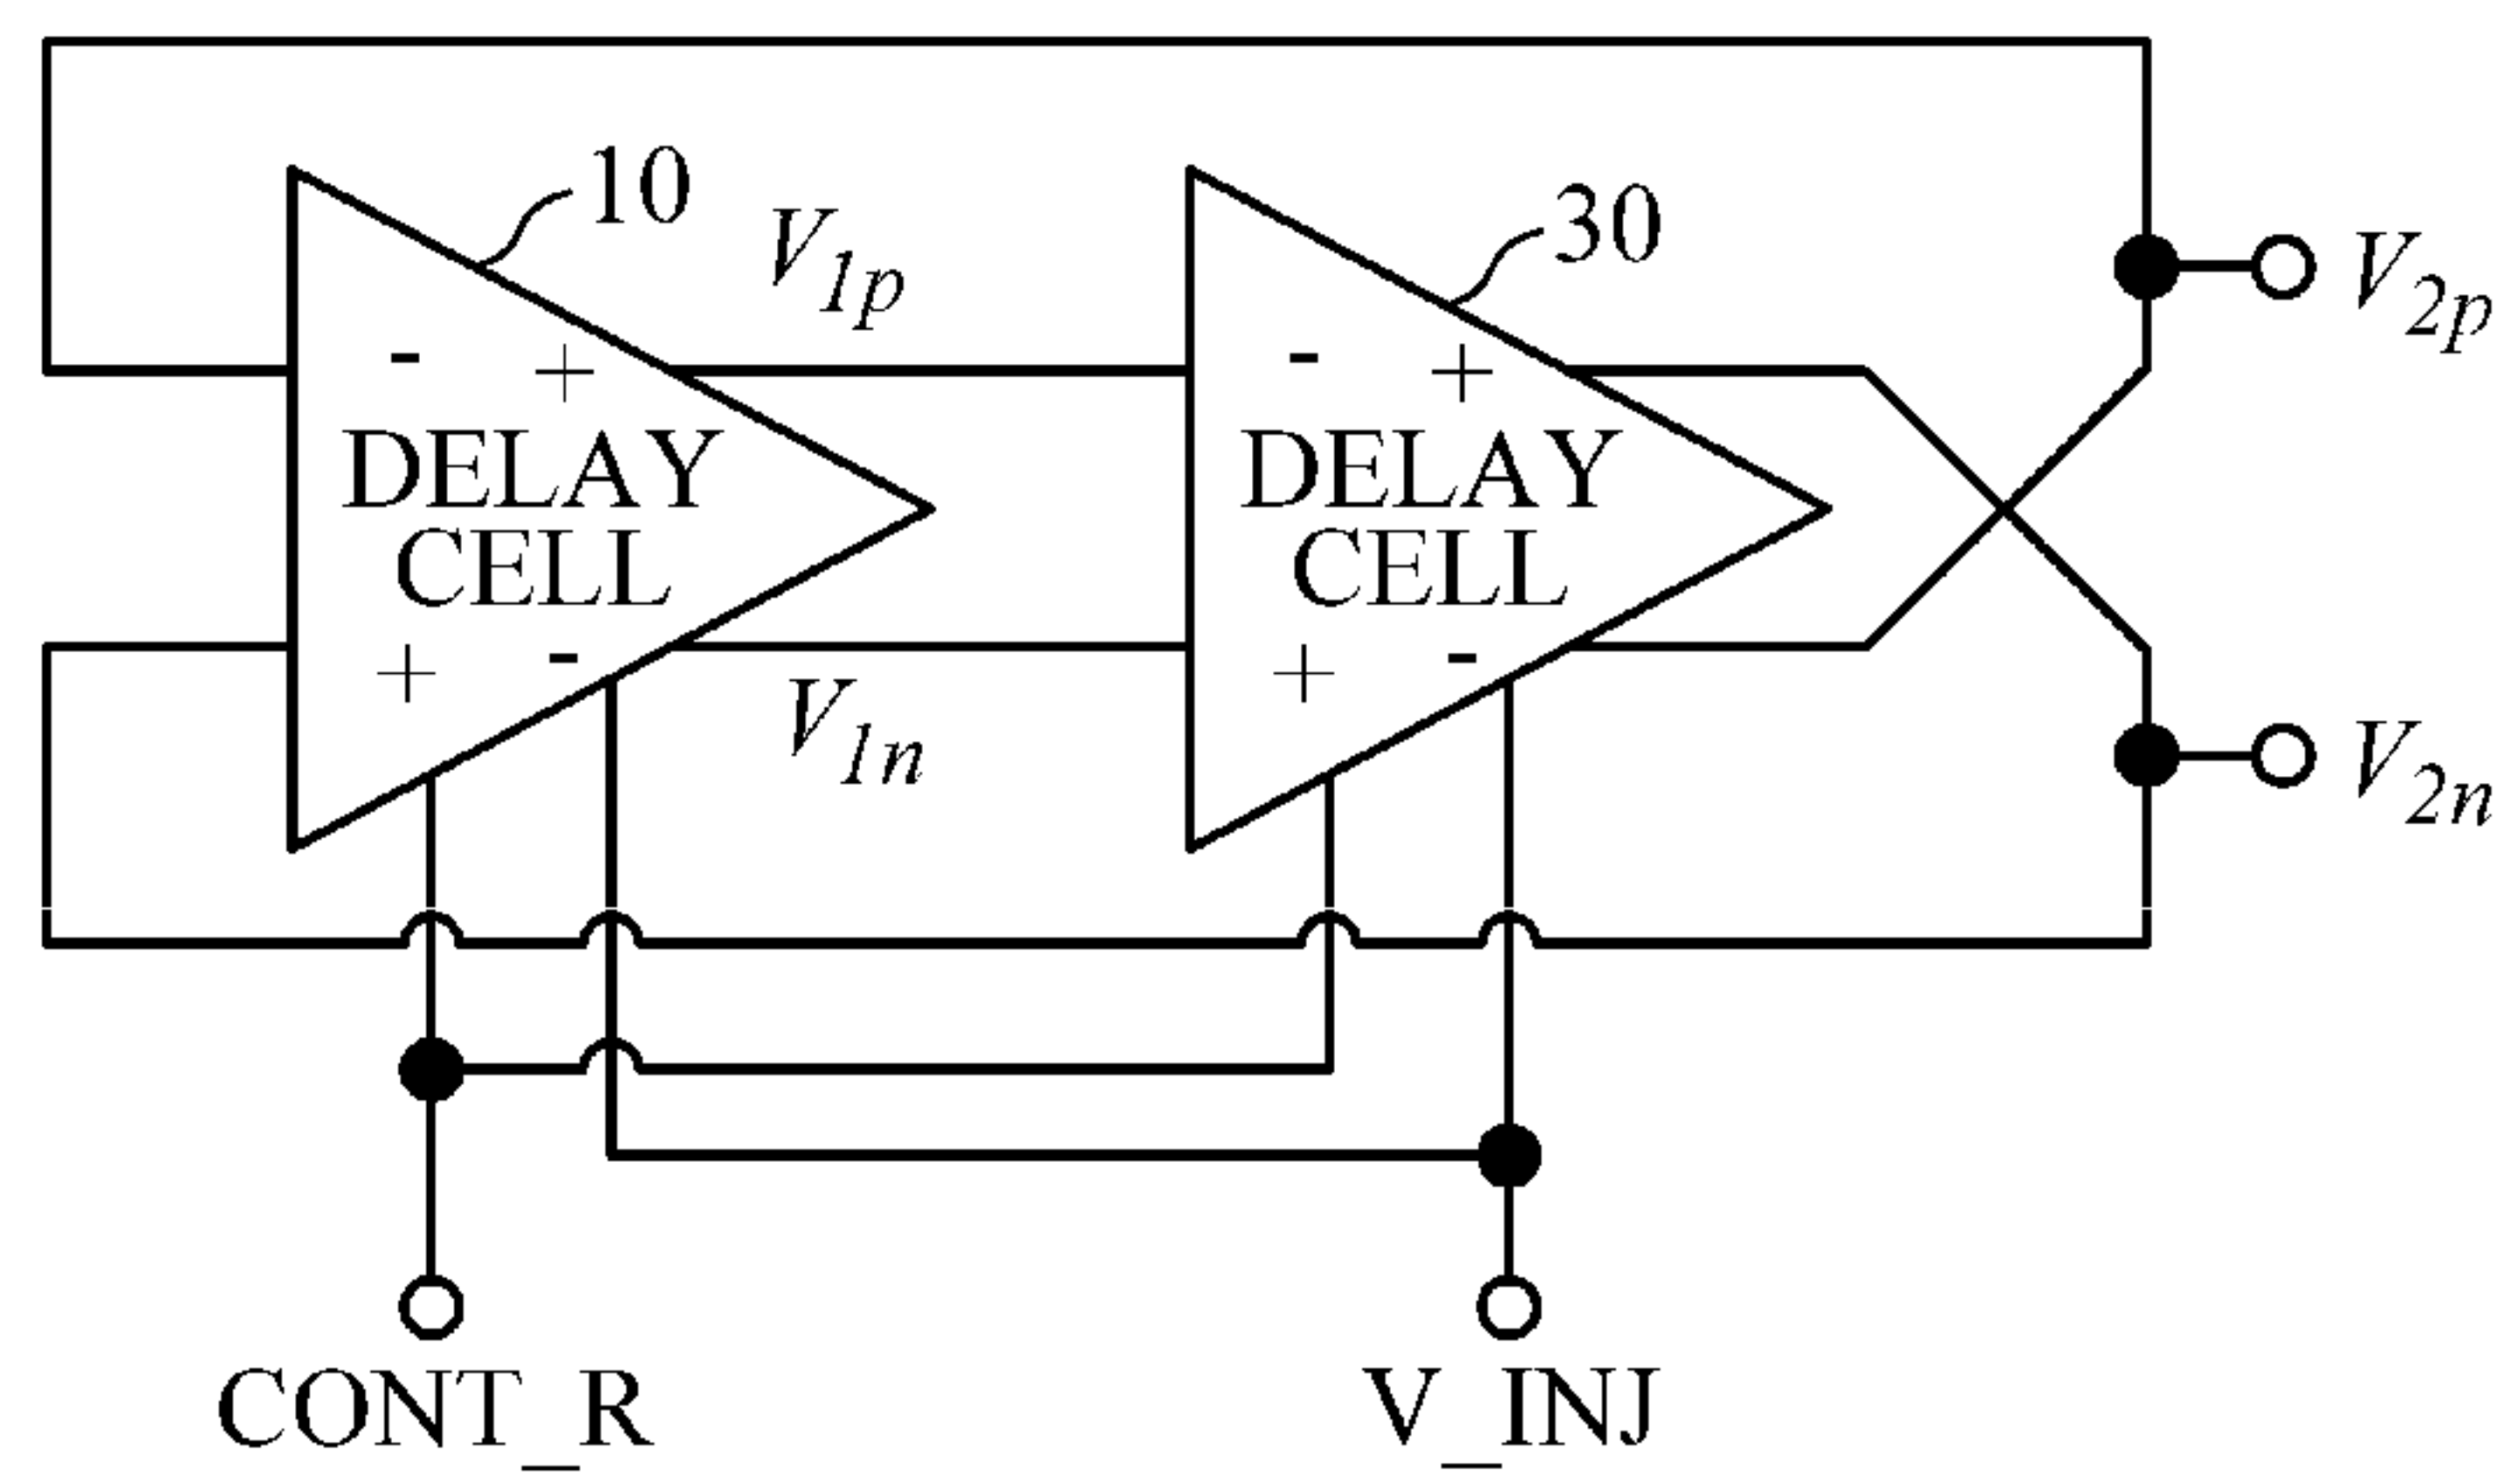 10
30
V1p
V2p
- +
- +
DELAY
CELL
DELAY
CELL
+ -
+ -
V1n
V2n
CONT_R
V_INJ